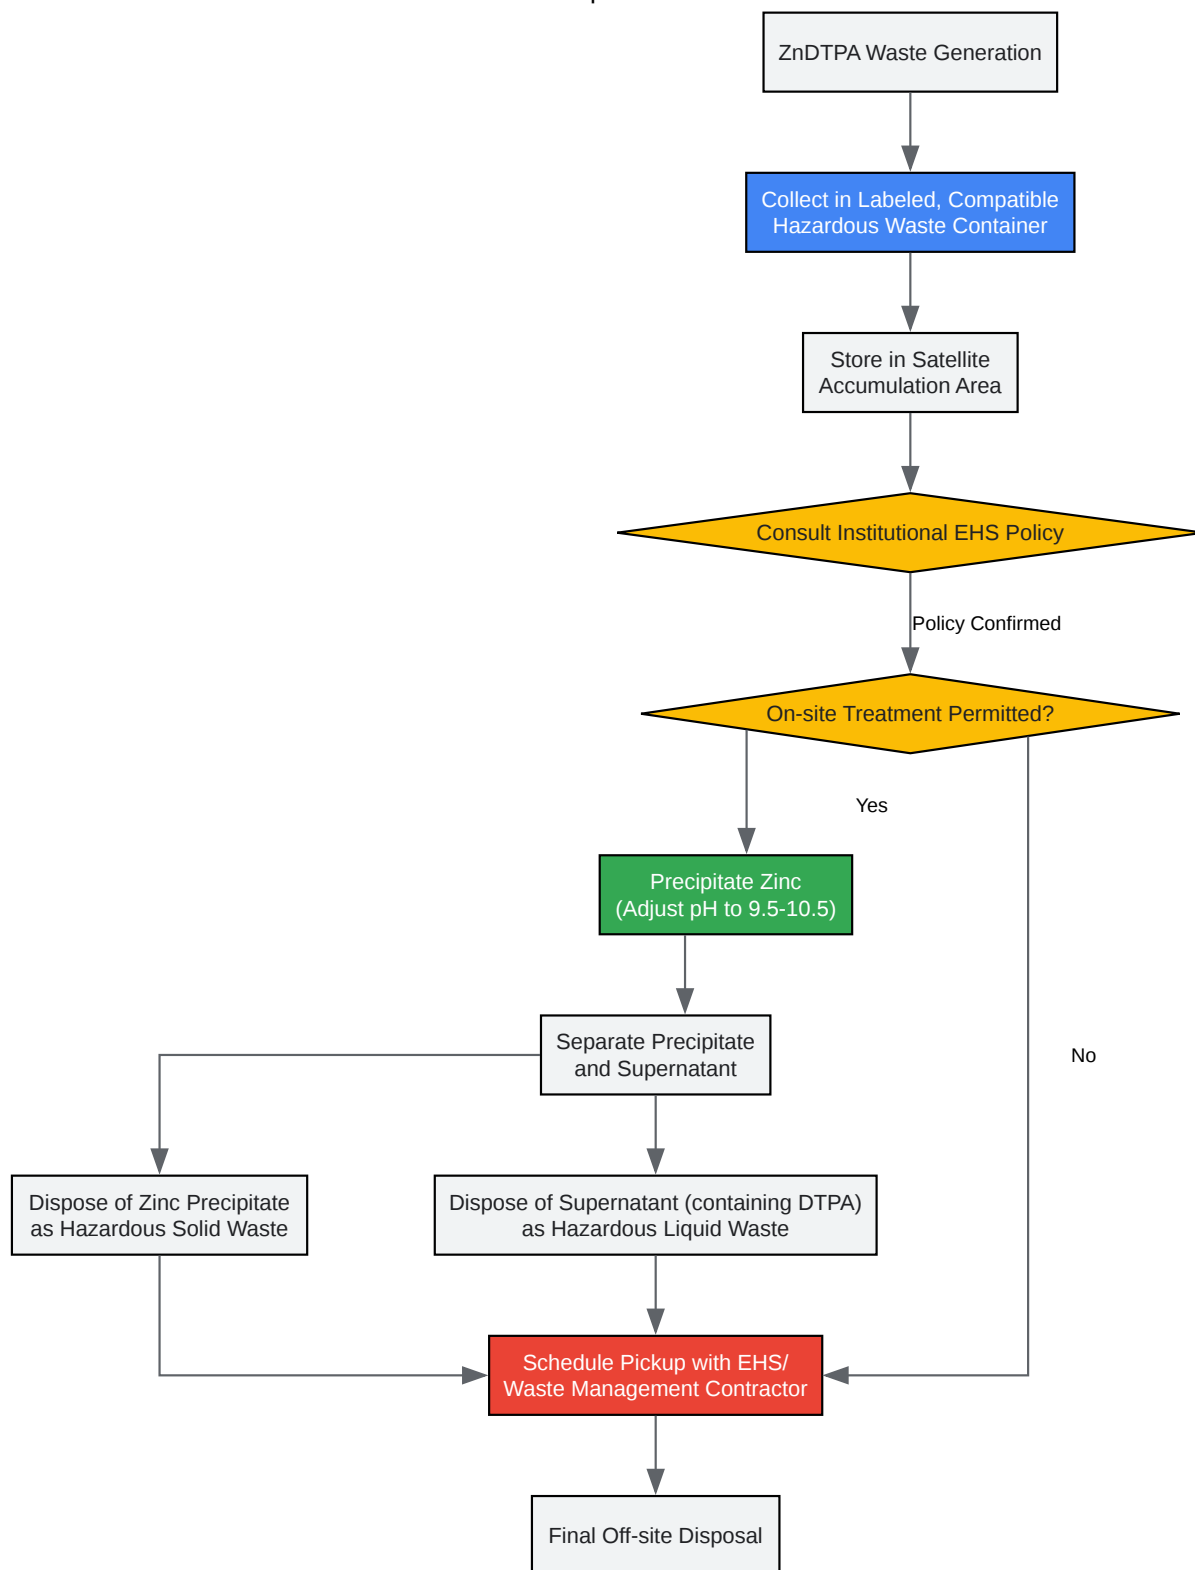 ZnDTPA Waste Generation
Collect in Labeled, Compatible
Hazardous Waste Container
Store in Satellite
Accumulation Area
Consult Institutional EHS Policy
Policy Confirmed
On-site Treatment Permitted?
Yes
Precipitate Zinc
(Adjust pH to 9.5-10.5)
Separate Precipitate
and Supernatant
No
Dispose of Zinc Precipitate
as Hazardous Solid Waste
Dispose of Supernatant (containing DTPA)
as Hazardous Liquid Waste
Schedule Pickup with EHS/
Waste Management Contractor
Final Off-site Disposal